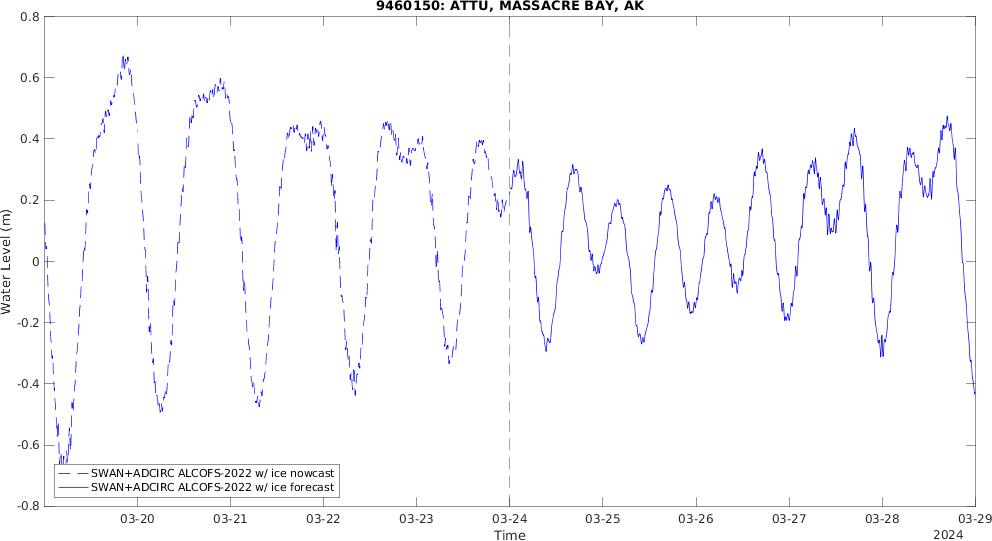 9460150: ATTU, MASSACRE BAY, AK
0.8
0.6
0.4
0.2
0
-0.2
-0.4
-0.6
-0.8
Water Level (m)
SWAN+ADCIRC ALCOFS-2022 w/ ice nowcast
SWAN+ADCIRC ALCOFS-2022 w/ ice forecast
03-20 03-21 03-22 03-23 03-24 03-25 03-26 03-27 03-28 03-29
Time
2024